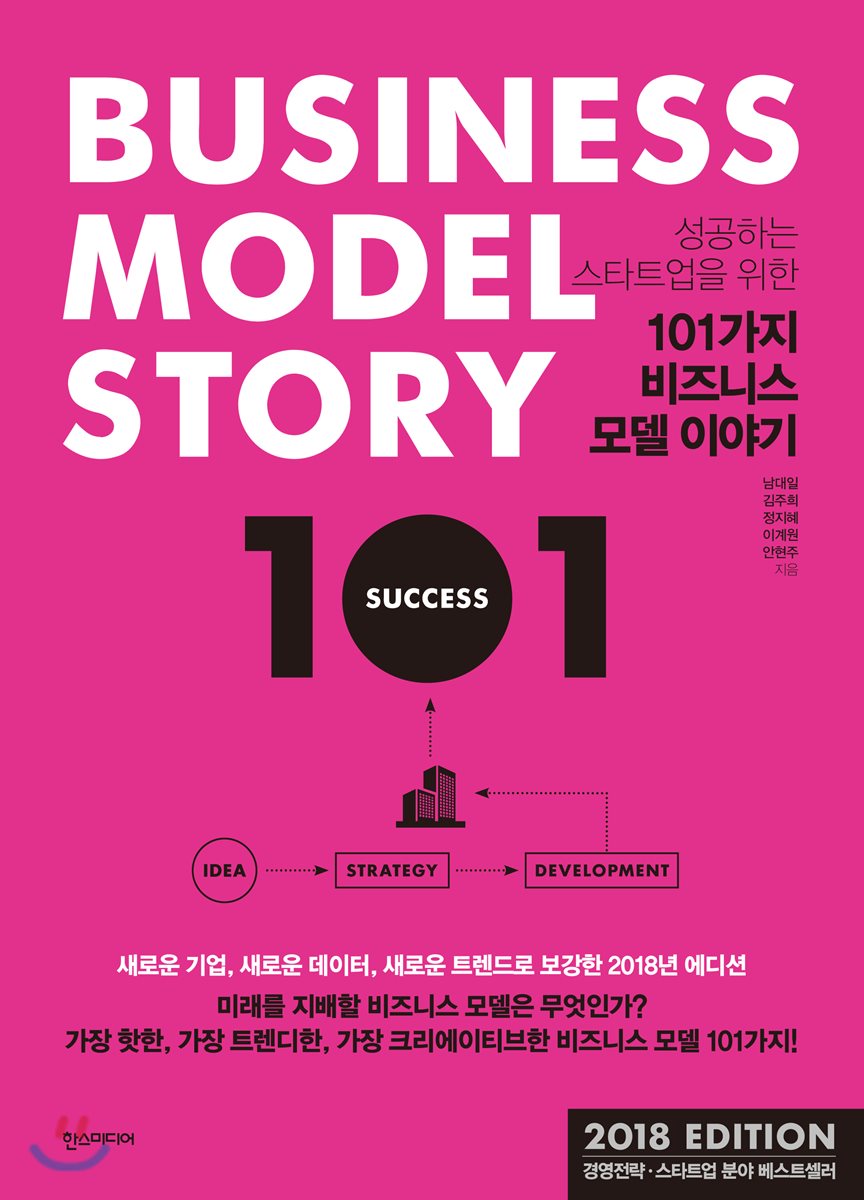 BUSINESS
MODEL
STORY
성공하는
스타트업을 위한
101가지
비즈니스
모델 이야기
남대일
김주희
정지혜
이계원
안현주
지음
101
SUCCESS
IDEA
STRATEGY
DEVELOPMENT
새로운 기업, 새로운 데이터, 새로운 트렌드로 보강한 2018년 에디션
미래를 지배할 비즈니스 모델은 무엇인가?
가장 핫한, 가장 트렌디한, 가장 크리에이티브한 비즈니스 모델 101가지!
한스미디어
2018 EDITION
경영전략·스타트업 분야 베스트셀러